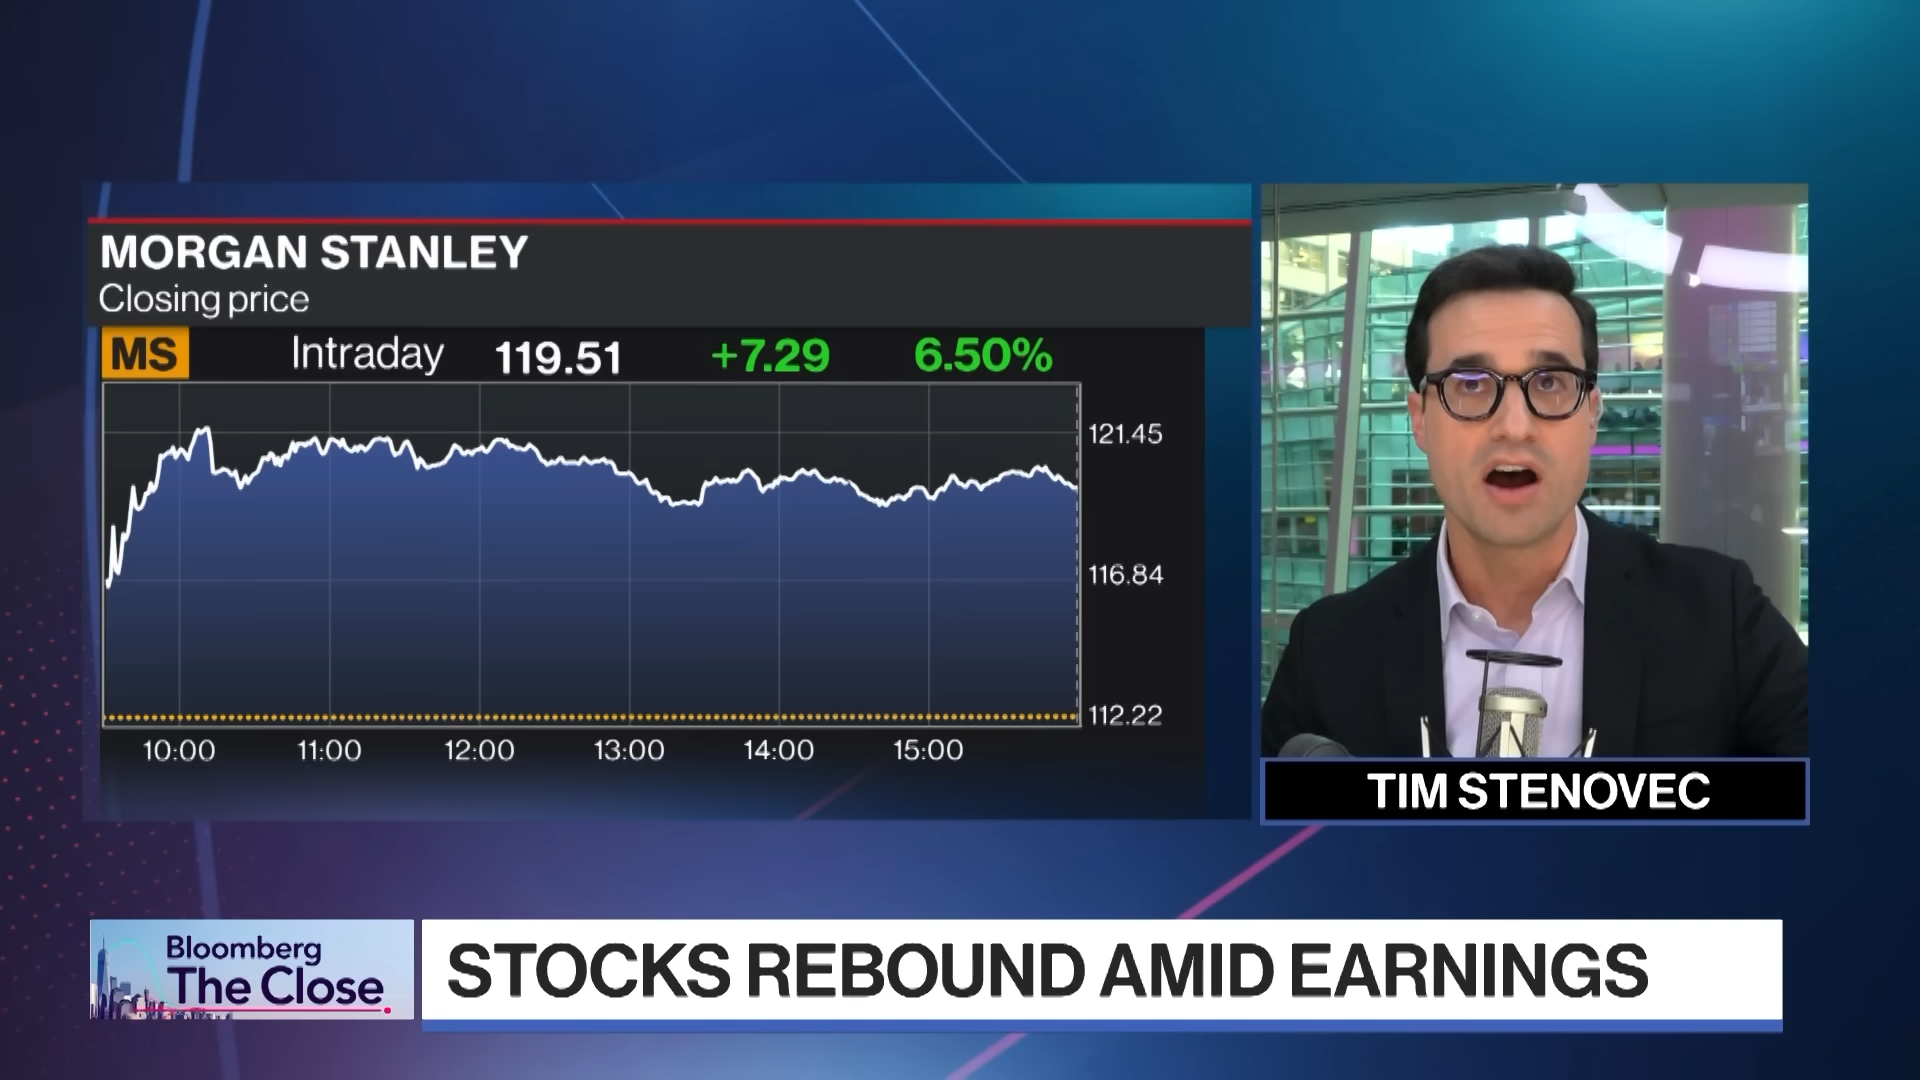 MORGAN STANLEY
Closing price
MS Intraday 119.51 +7.29 6.50%
121.45
116.84
112.22
10:00 11:00 12:00 13:00 14:00 15:00
TIM STENOVEC
Bloomberg
The Close
STOCKS REBOUND AMID EARNINGS